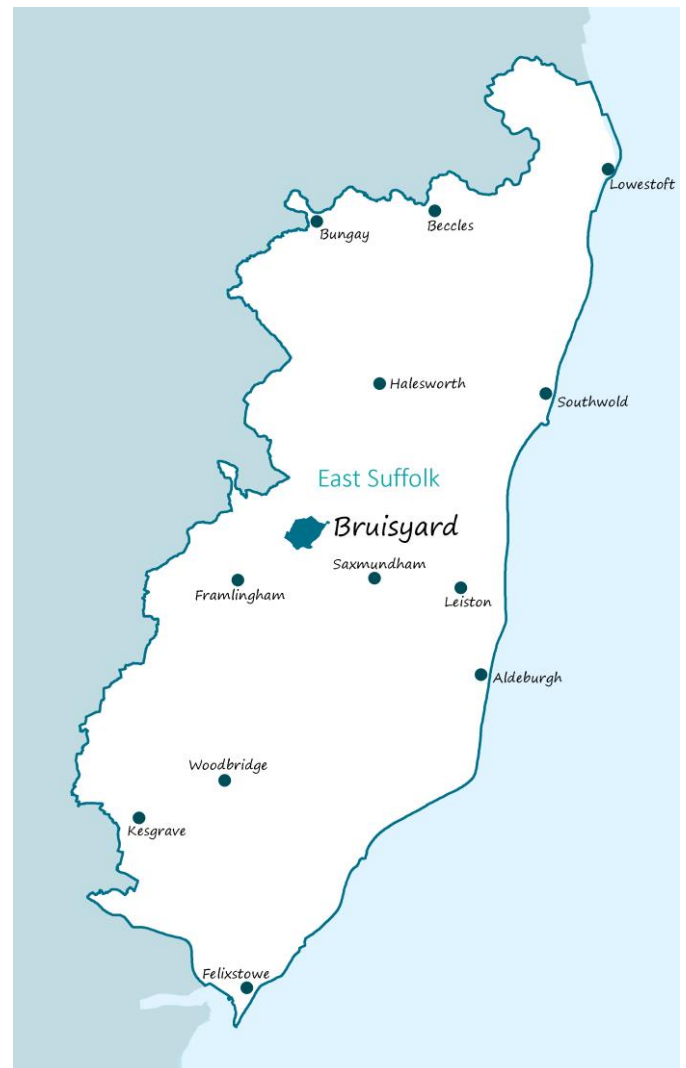 Lowestoft
Beccles
Bungay
Halesworth
Southwold
East Suffolk
Bruisyard
Saxmundham
Framlingham
Leiston
Aldeburgh
Woodbridge
Kesgrave
Felixstowe